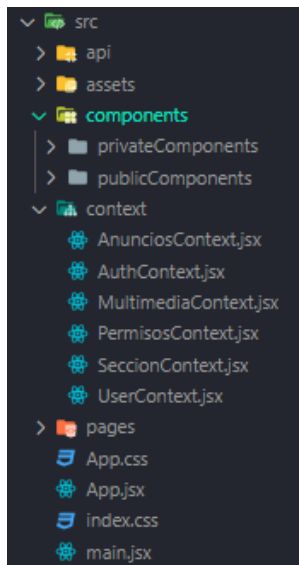 src
api
assets
components
privateComponents
publicComponents
context
AnunciosContext.jsx
AuthContext.jsx
MultimediaContext.jsx
PermisosContext.jsx
SeccionContext.jsx
UserContext.jsx
pages
App.css
App.jsx
index.css
main.jsx